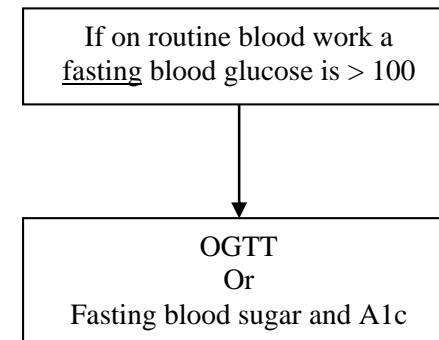 If on routine blood work a
fasting blood glucose is > 100
OGTT
Or
Fasting blood sugar and A1c